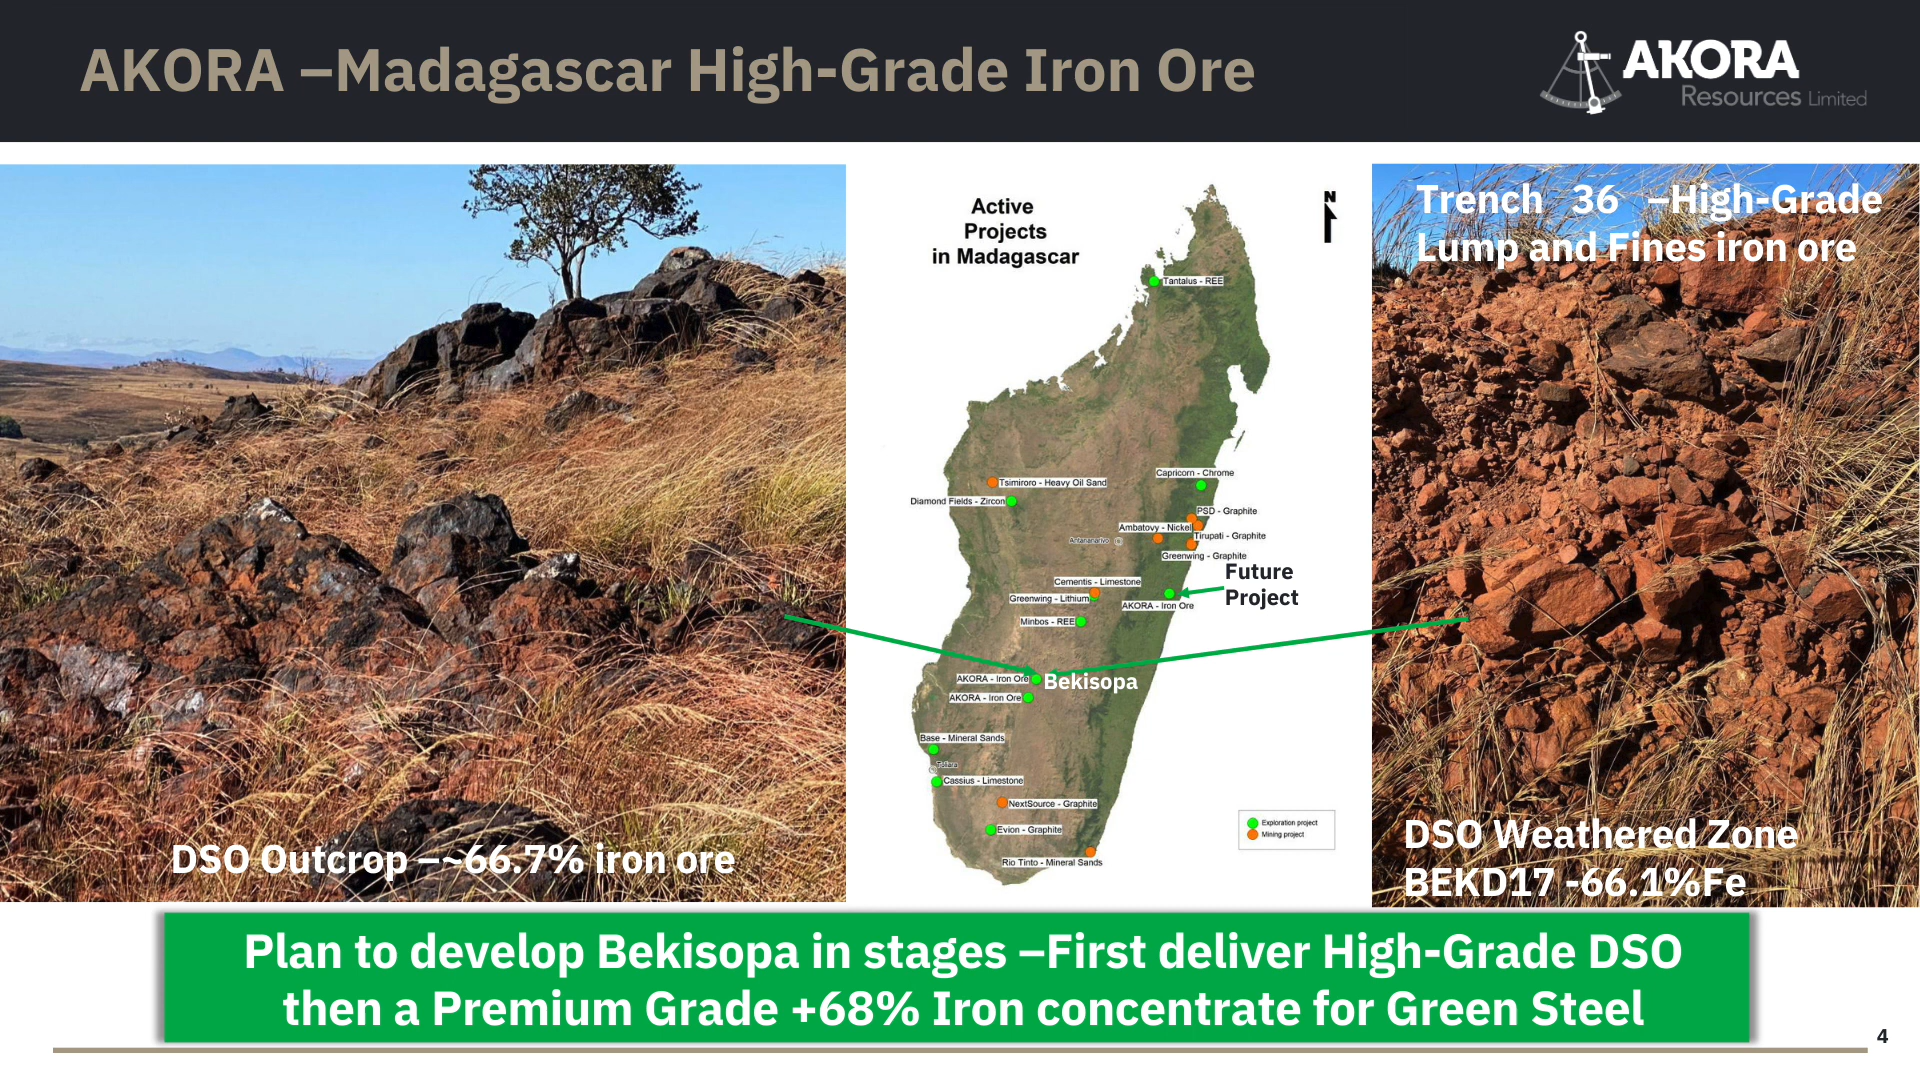 AKORA –Madagascar High-Grade Iron Ore
AKORA
Resources Limited
Trench 36 –High-Grade
Lump and Fines iron ore
DSO Outcrop –~66.7% iron ore
Active
Projects
in Madagascar
N
Tantalus - REE
Capricorn - Chrome
Tsimiroro - Heavy Oil Sand
Diamond Fields - Zircon
PSD - Graphite
Ambatovy - Nickel
Tirupati - Graphite
Antananarivo
Greenwing - Graphite
Future
Project
Cementis - Limestone
Greenwing - Lithium
AKORA - Iron Ore
Minbos - REE
AKORA - Iron Ore
Bekisopa
AKORA - Iron Ore
Base - Mineral Sands
Toliara
Cassius - Limestone
NextSource - Graphite
Evion - Graphite
Rio Tinto - Mineral Sands
Exploration project
Mining project
DSO Weathered Zone
BEKD17 -66.1%Fe
Plan to develop Bekisopa in stages –First deliver High-Grade DSO
then a Premium Grade +68% Iron concentrate for Green Steel
4